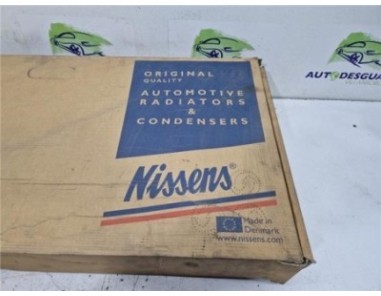 ORIGINAL
QUALITY
AUTOMOTIVE
RADIATORS
&
CONDENSERS
Nissens®
Made in
Denmark
www.nissens.com
AUTODESGUA